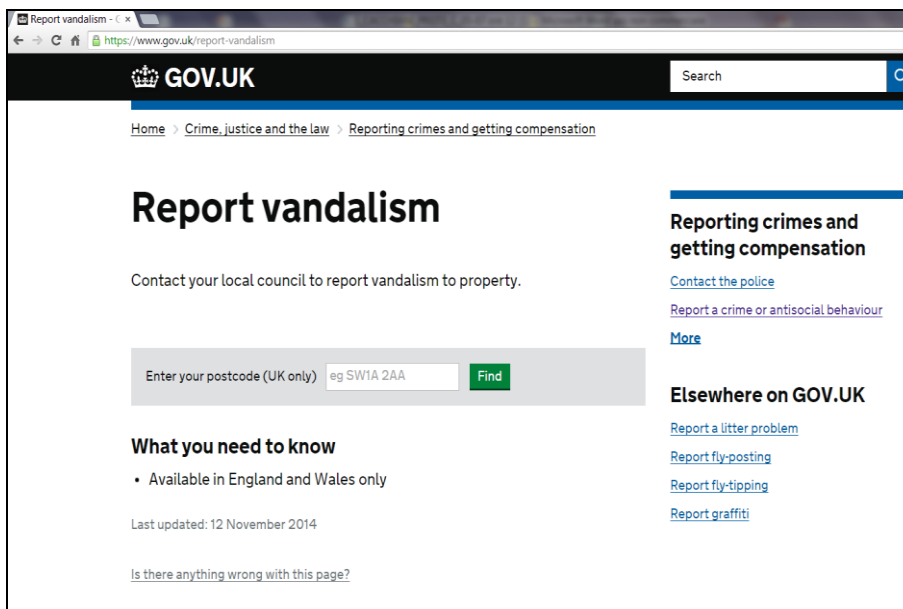 Report vandalism - G
https://www.gov.uk/report-vandalism
GOV.UK
Search
Home > Crime, justice and the law > Reporting crimes and getting compensation
Report vandalism
Contact your local council to report vandalism to property.
Enter your postcode (UK only) eg SW1A 2AA Find
What you need to know
• Available in England and Wales only
Last updated: 12 November 2014
Is there anything wrong with this page?
Reporting crimes and
getting compensation
Contact the police
Report a crime or antisocial behaviour
More
Elsewhere on GOV.UK
Report a litter problem
Report fly-posting
Report fly-tipping
Report graffiti